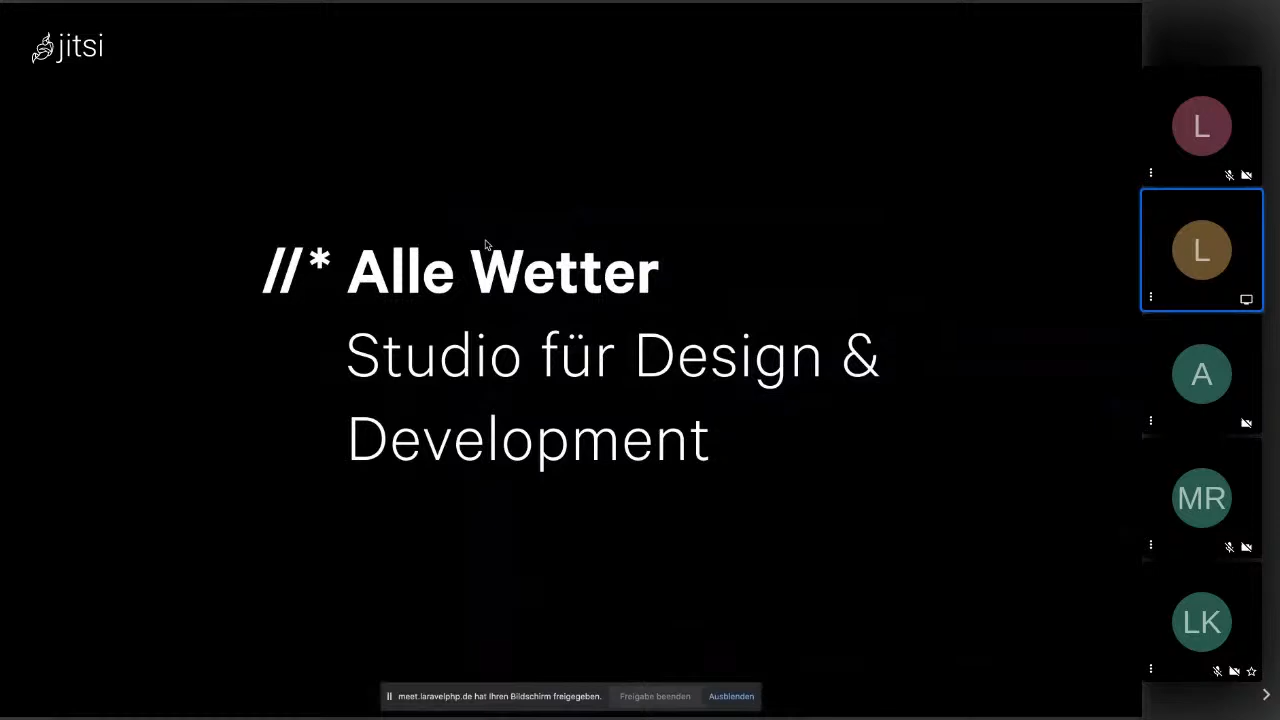 jitsi
//* Alle Wetter
Studio für Design &
Development
L
L
A
MR
LK
meet.laravelphp.de hat Ihren Bildschirm freigegeben. Freigabe beenden Ausblenden